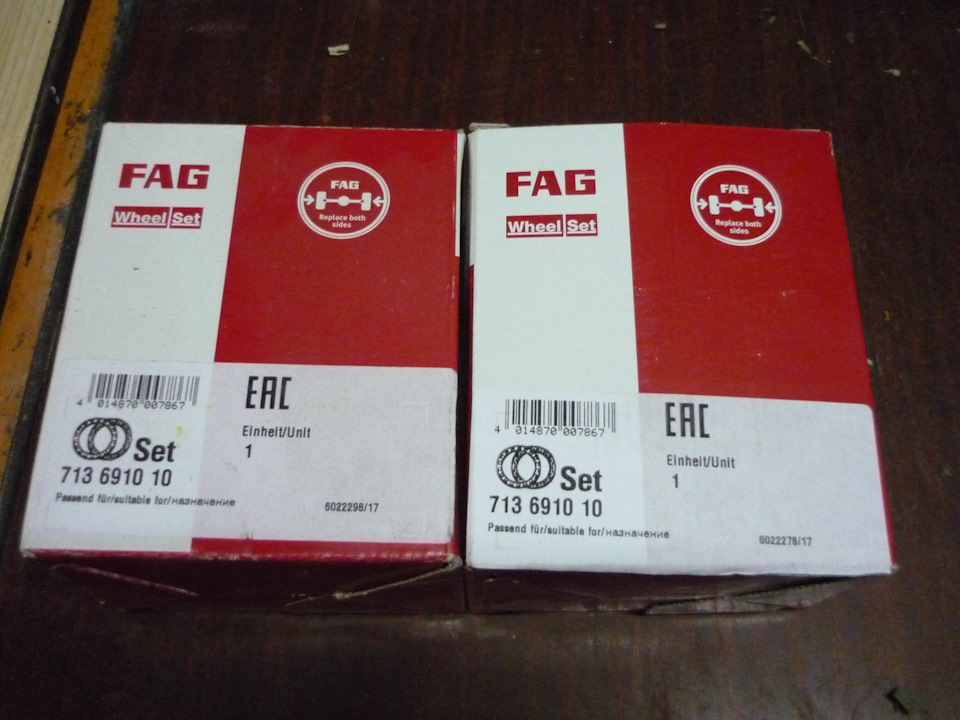 FAG
Wheel Set
FAG
Replace both
sides
4 014870 007867
EAC
Einheit/Unit
1
Set
713 6910 10
Passend für/suitable for/назначение
6022298/17
FAG
Wheel Set
FAG
Replace both
sides
4 014870 007867
EAC
Einheit/Unit
1
Set
713 6910 10
Passend für/suitable for/назначение
6022278/17